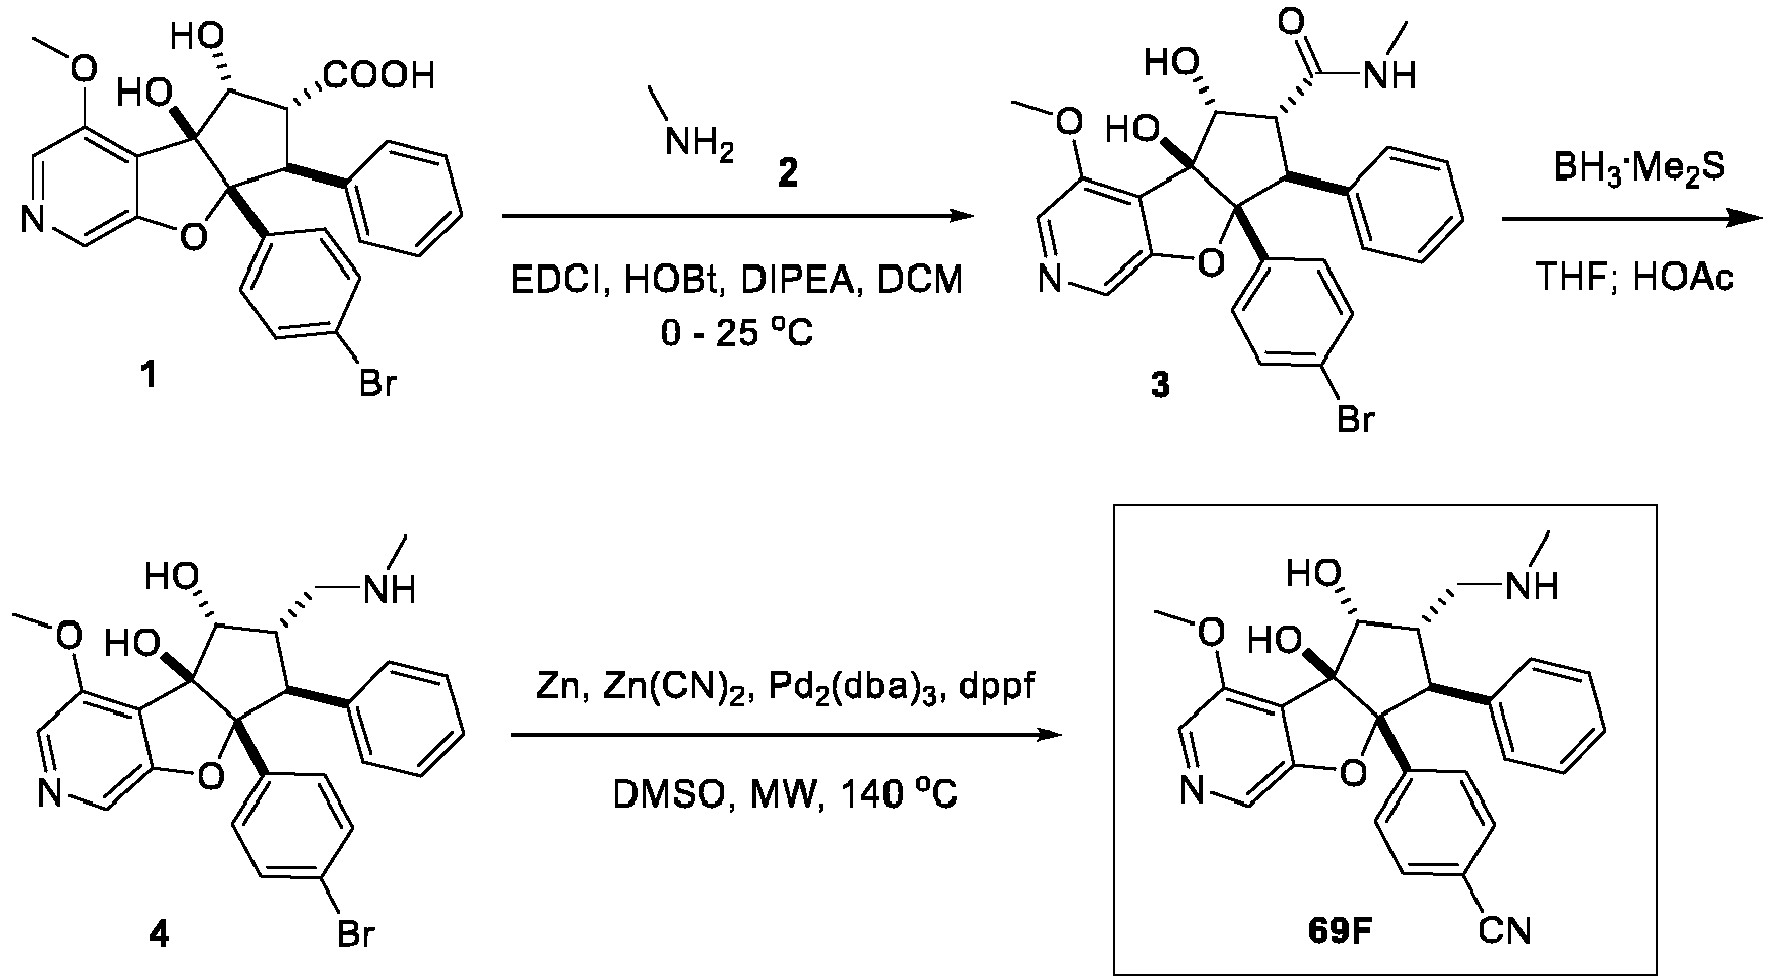 HO
O
HO
COOH
N
O
Br
1
NH2
2
EDCI, HOBt, DIPEA, DCM
0 - 25 °C
O
HO
NH
O
HO
N
O
Br
3
BH3·Me2S
THF; HOAc
HO
NH
O
HO
N
O
Br
4
Zn, Zn(CN)2, Pd2(dba)3, dppf
DMSO, MW, 140 °C
HO
NH
O
HO
N
O
CN
69F